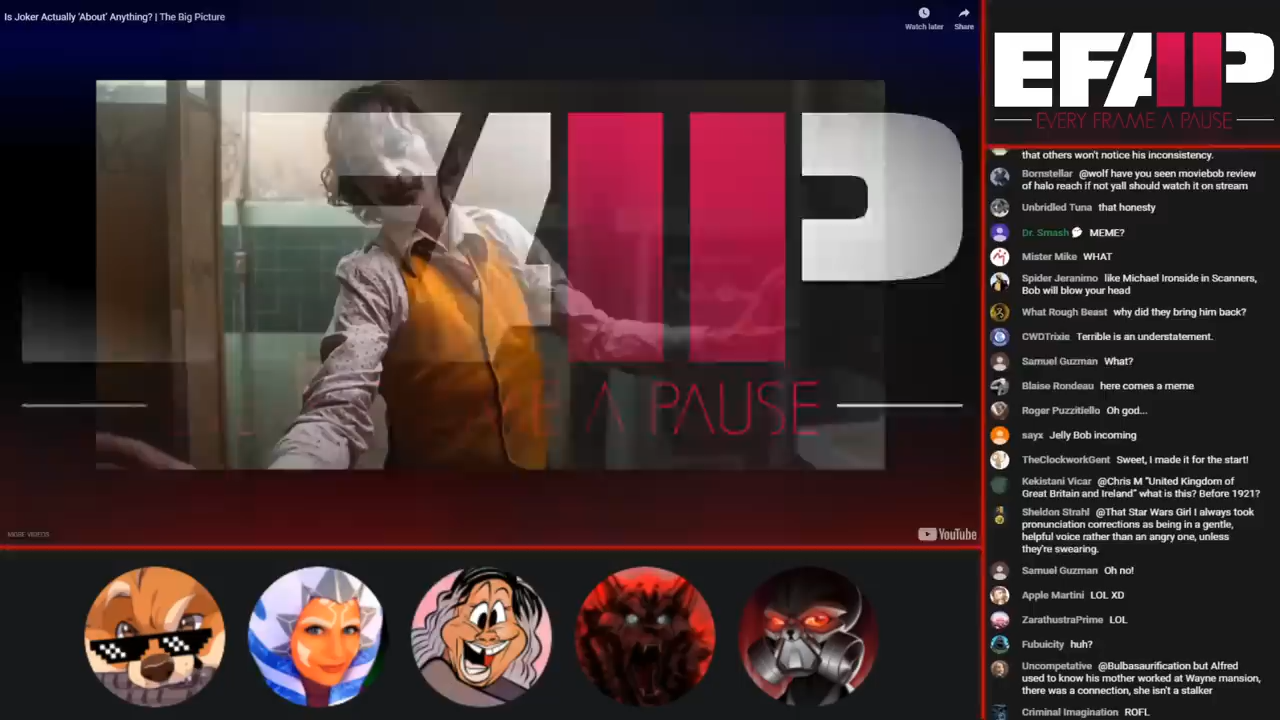 Is Joker Actually 'About' Anything? | The Big Picture
Watch later
Share
A PAUSE
MORE VIDEOS
YouTube
EFAP
EVERY FRAME A PAUSE
that others won't notice his inconsistency.
Bornstellar @wolf have you seen moviebob review
of halo reach if not yall should watch it on stream
Unbridled Tuna that honesty
Dr. Smash MEME?
Mister Mike WHAT
Spider Jeranimo like Michael Ironside in Scanners,
Bob will blow your head
What Rough Beast why did they bring him back?
CWDTrixie Terrible is an understatement.
Samuel Guzman What?
Blaise Rondeau here comes a meme
Roger Puzzitiello Oh god...
sayx Jelly Bob incoming
TheClockworkGent Sweet, I made it for the start!
Kekistani Vicar @Chris M "United Kingdom of
Great Britain and Ireland" what is this? Before 1921?
Sheldon Strahl @That Star Wars Girl I always took
pronunciation corrections as being in a gentle,
helpful voice rather than an angry one, unless
they're swearing.
Samuel Guzman Oh no!
Apple Martini LOL XD
ZarathustraPrime LOL
Fubuicity huh?
Uncompetative @Bulbasaurification but Alfred
used to know his mother worked at Wayne mansion,
there was a connection, she isn't a stalker
Criminal Imagination ROFL